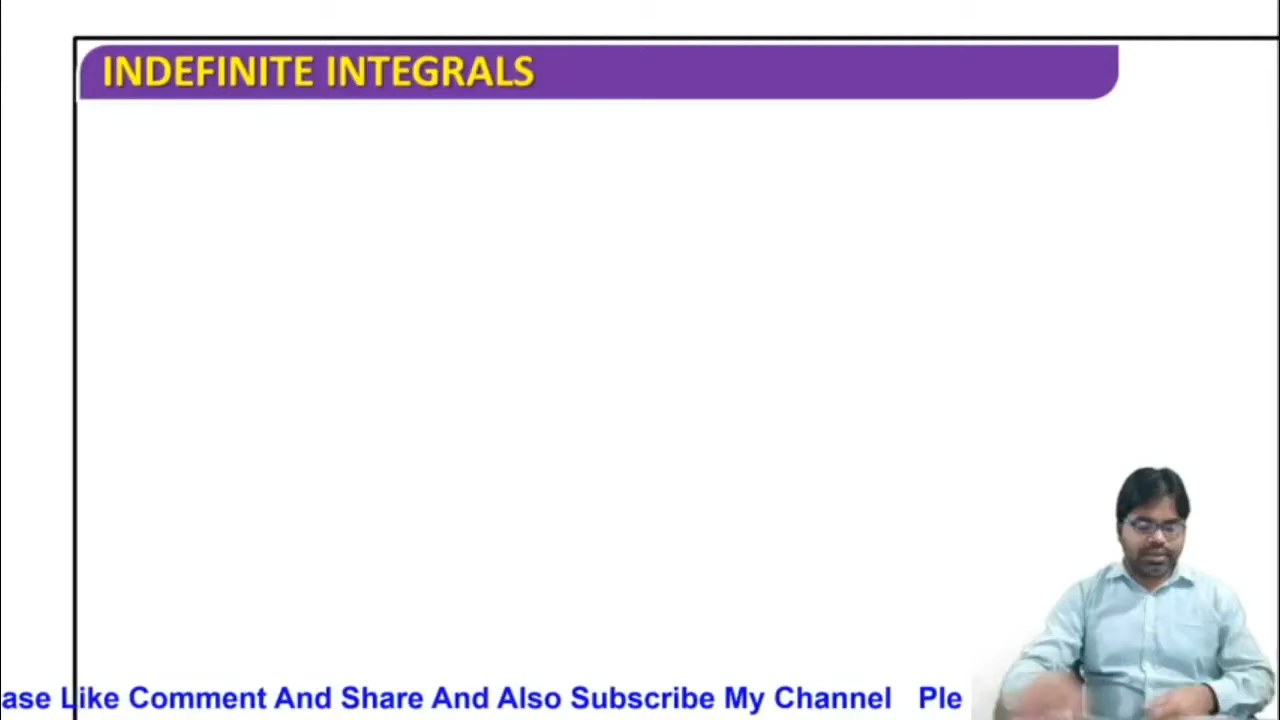 INDEFINITE INTEGRALS
ase Like Comment And Share And Also Subscribe My Channel Ple